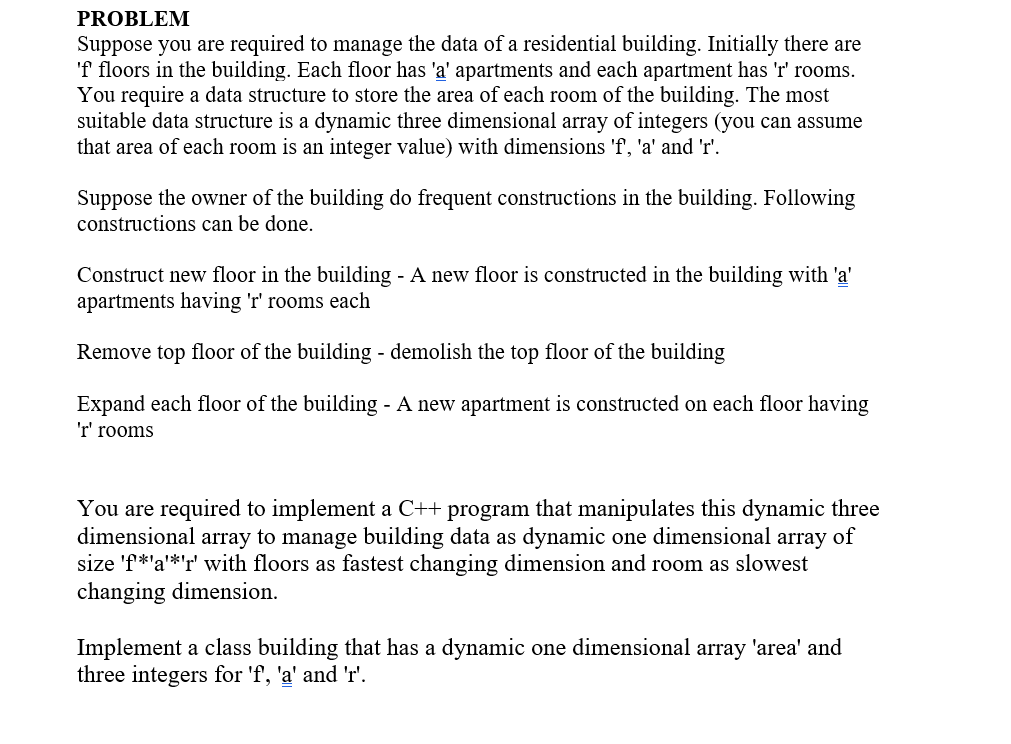 PROBLEM
Suppose you are required to manage the data of a residential building. Initially there are
'f' floors in the building. Each floor has 'a' apartments and each apartment has 'r' rooms.
You require a data structure to store the area of each room of the building. The most
suitable data structure is a dynamic three dimensional array of integers (you can assume
that area of each room is an integer value) with dimensions 'f', 'a' and 'r'.
Suppose the owner of the building do frequent constructions in the building. Following
constructions can be done.
Construct new floor in the building - A new floor is constructed in the building with 'a'
apartments having 'r' rooms each
Remove top floor of the building - demolish the top floor of the building
Expand each floor of the building - A new apartment is constructed on each floor having
'r' rooms
You are required to implement a C++ program that manipulates this dynamic three
dimensional array to manage building data as dynamic one dimensional array of
size 'f'*'a'*'r' with floors as fastest changing dimension and room as slowest
changing dimension.
Implement a class building that has a dynamic one dimensional array 'area' and
three integers for 'f', 'a' and 'r'.